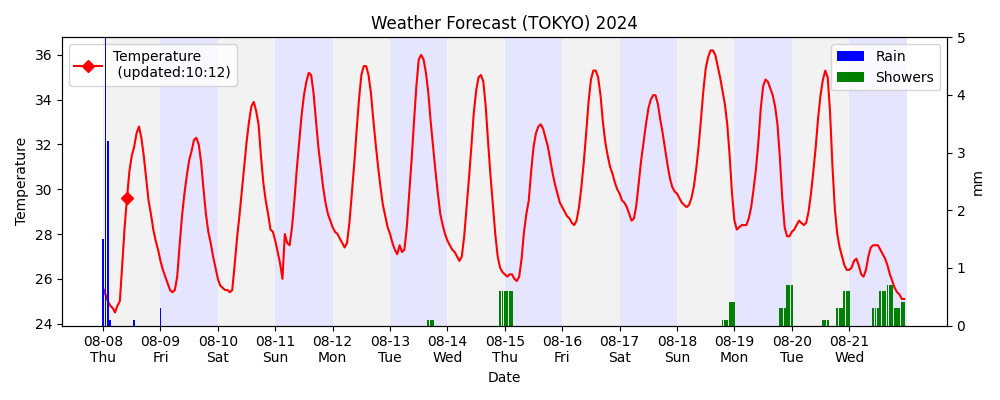 Weather Forecast (TOKYO) 2024
Temperature
(updated:10:12)
Rain
Showers
36
34
32
30
28
26
24
Temperature
5
4
3
2
1
0
mm
08-08 08-09 08-10 08-11 08-12 08-13 08-14 08-15 08-16 08-17 08-18 08-19 08-20 08-21
Thu Fri Sat Sun Mon Tue Wed Thu Fri Sat Sun Mon Tue Wed
Date